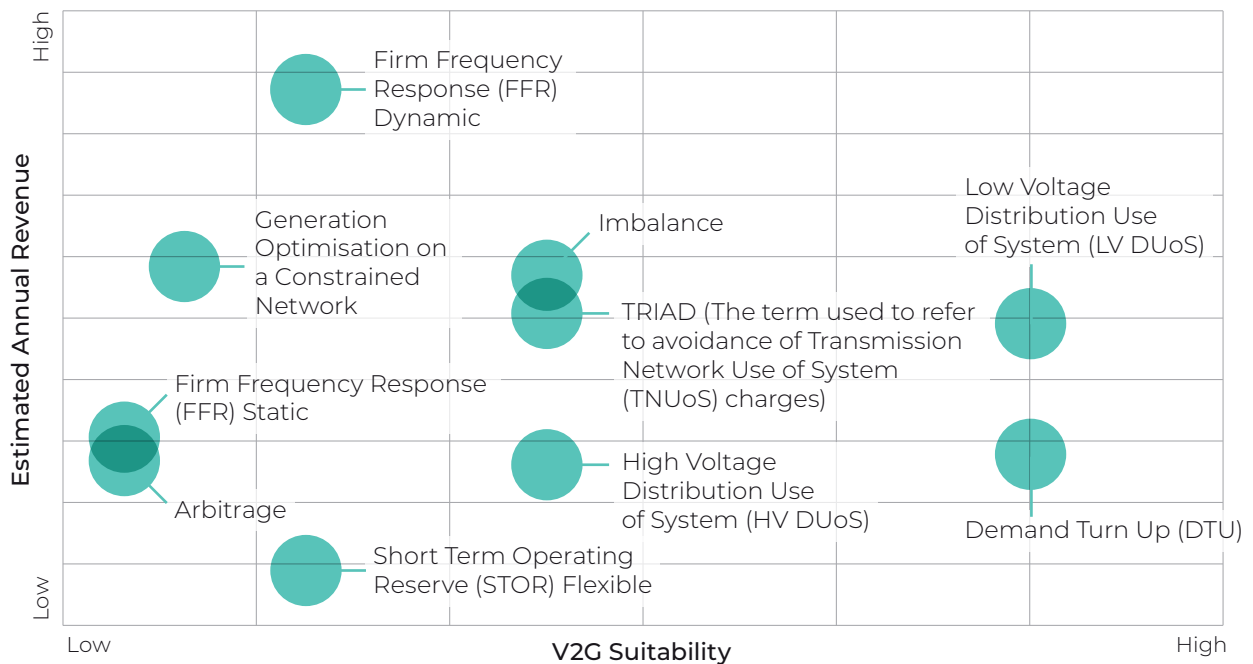 High
Firm Frequency
Response (FFR)
Dynamic
Low Voltage
Distribution Use
of System (LV DUoS)
Generation
Optimisation on
a Constrained
Network
Imbalance
TRIAD (The term used to refer
to avoidance of Transmission
Network Use of System
(TNUoS) charges)
Estimated Annual Revenue
Firm Frequency Response
(FFR) Static
High Voltage
Distribution Use
of System (HV DUoS)
Arbitrage
Demand Turn Up (DTU)
Short Term Operating
Reserve (STOR) Flexible
Low
Low
V2G Suitability
High